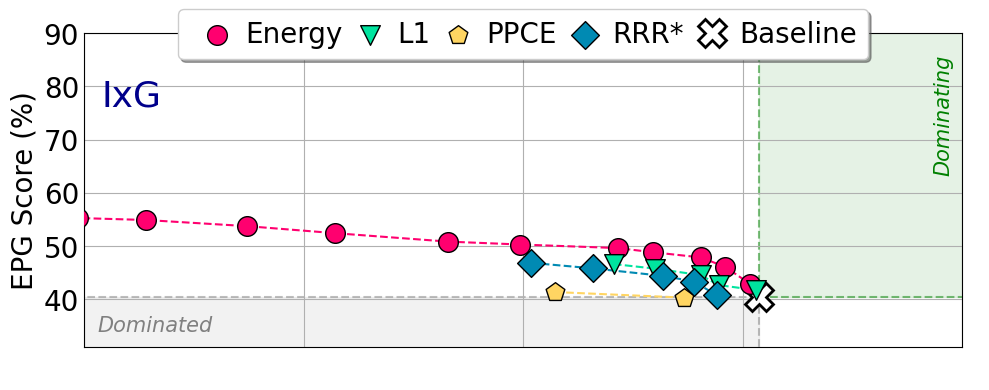 Energy L1 PPCE RRR* Baseline
IxG
Dominating
EPG Score (%)
90
80
70
60
50
40
Dominated